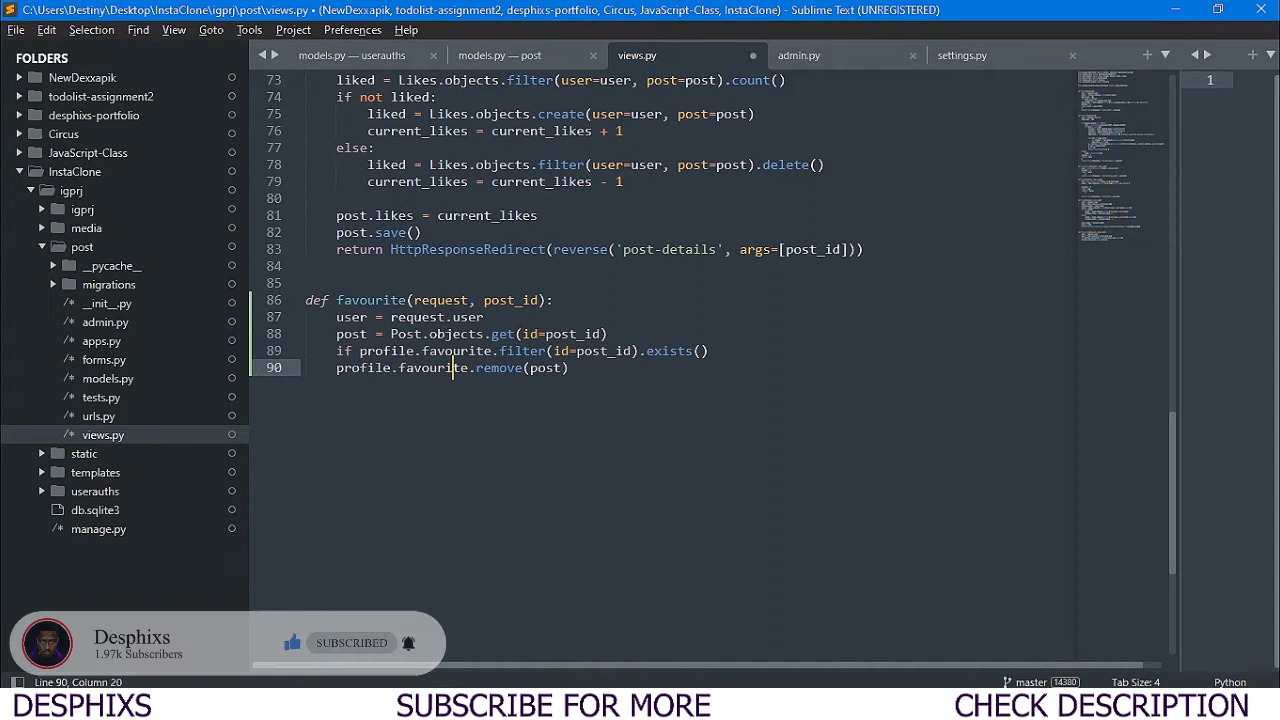 C:\Users\Destiny\Desktop\InstaClone\igprj\post\views.py • (NewDexxapik, todolist-assignment2, desphixs-portfolio, Circus, JavaScript-Class, InstaClone) - Sublime Text (UNREGISTERED)
File Edit Selection Find View Goto Tools Project Preferences Help
FOLDERS
NewDexxapik
todolist-assignment2
desphixs-portfolio
Circus
JavaScript-Class
InstaClone
igprj
igprj
media
post
__pycache__
migrations
__init__.py
admin.py
apps.py
forms.py
models.py
tests.py
urls.py
views.py
static
templates
userauths
db.sqlite3
manage.py
models.py — userauths
models.py — post
views.py
admin.py
settings.py
73 liked = Likes.objects.filter(user=user, post=post).count()
74 if not liked:
75 liked = Likes.objects.create(user=user, post=post)
76 current_likes = current_likes + 1
77 else:
78 liked = Likes.objects.filter(user=user, post=post).delete()
79 current_likes = current_likes - 1
80
81 post.likes = current_likes
82 post.save()
83 return HttpResponseRedirect(reverse('post-details', args=[post_id]))
84
85
86 def favourite(request, post_id):
87 user = request.user
88 post = Post.objects.get(id=post_id)
89 if profile.favourite.filter(id=post_id).exists()
90 profile.favourite.remove(post)
1
Desphixs
1.97k Subscribers
SUBSCRIBED
Line 90, Column 20
master 14380
Tab Size: 4
Python
DESPHIXS
SUBSCRIBE FOR MORE
CHECK DESCRIPTION